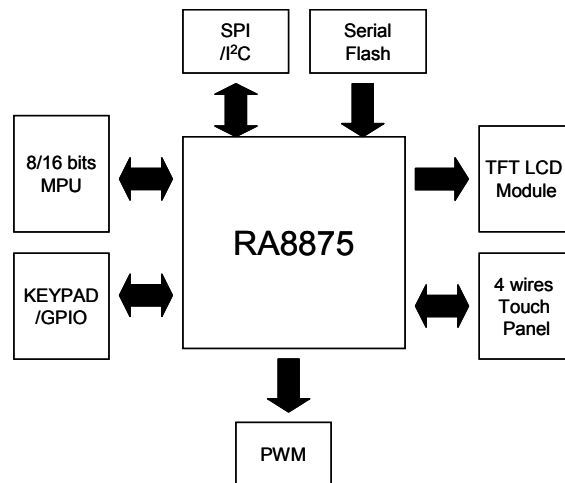 SPI
/I²C
Serial
Flash
8/16 bits
MPU
RA8875
TFT LCD
Module
KEYPAD
/GPIO
4 wires
Touch
Panel
PWM